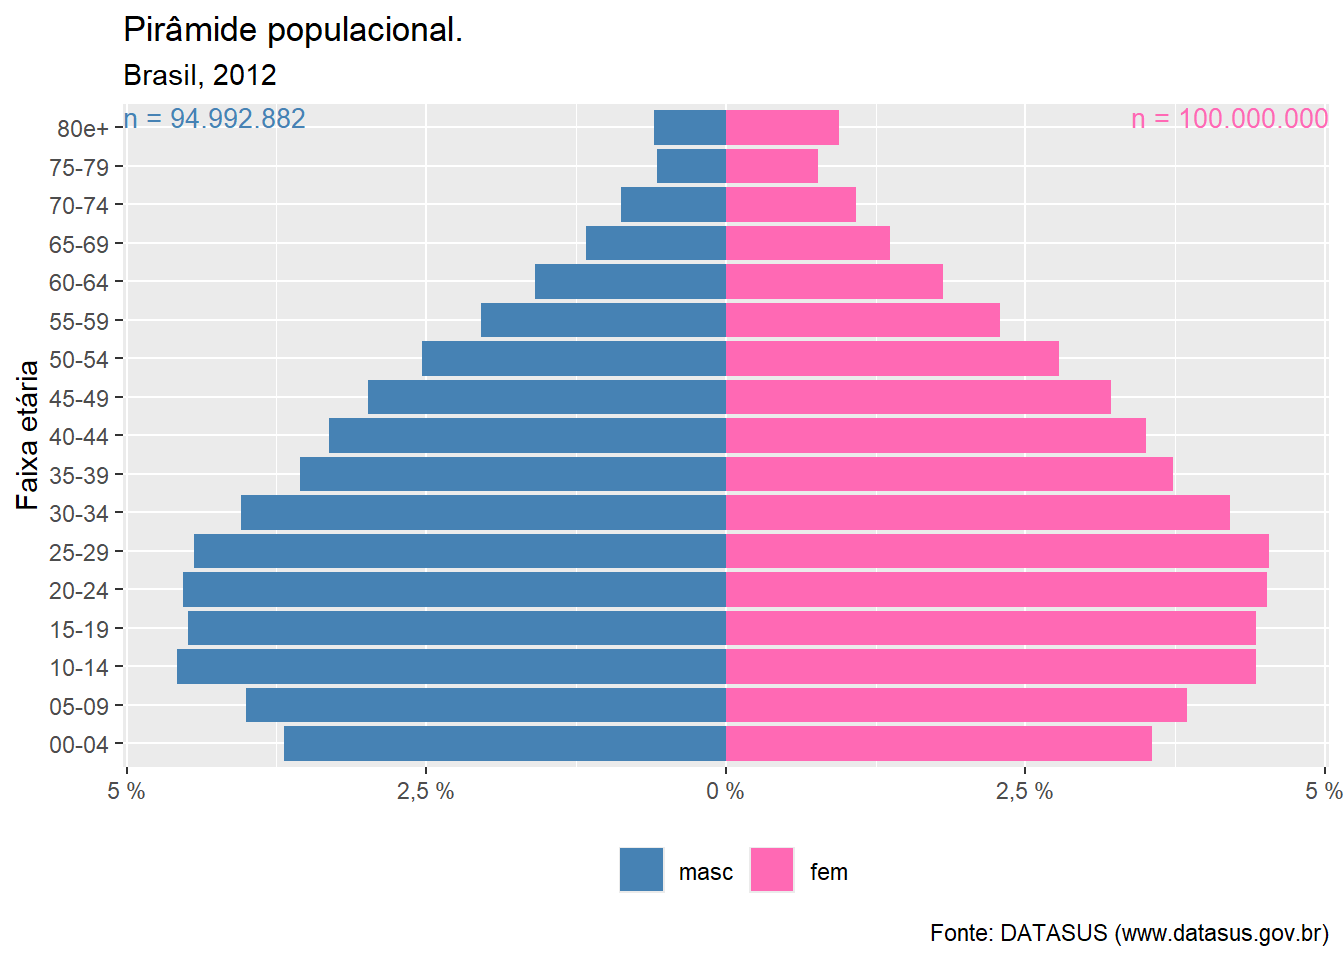 Pirâmide populacional.
Brasil, 2012
n = 94.992.882
n = 100.000.000
80e+
75-79
70-74
65-69
60-64
55-59
50-54
45-49
40-44
35-39
30-34
25-29
20-24
15-19
10-14
05-09
00-04
Faixa etária
5 %
2,5 %
0 %
2,5 %
5 %
masc
fem
Fonte: DATASUS (www.datasus.gov.br)